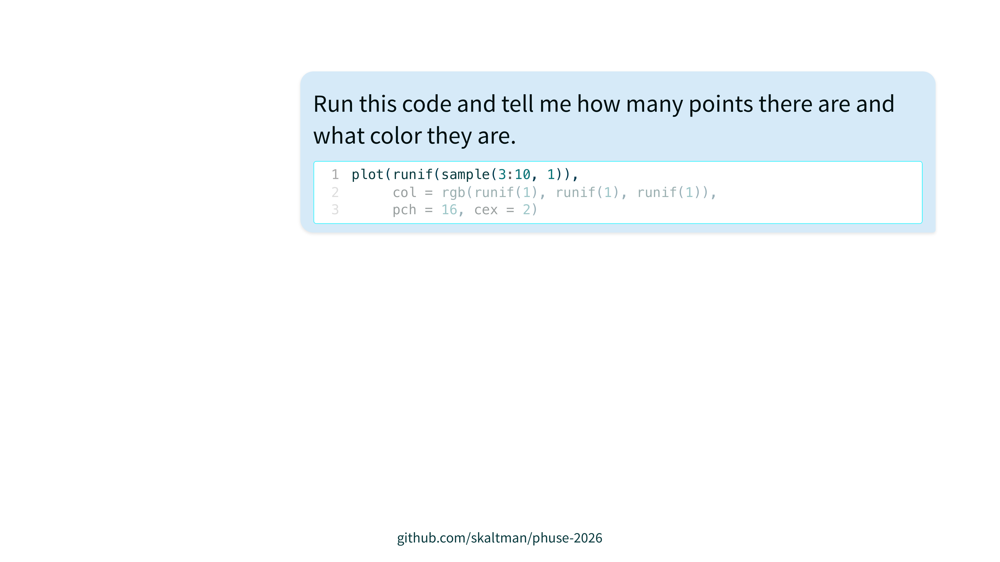 Run this code and tell me how many points there are and
what color they are.
1 plot(runif(sample(3:10, 1)),
2      col = rgb(runif(1), runif(1), runif(1)),
3      pch = 16, cex = 2)
github.com/skaltman/phuse-2026